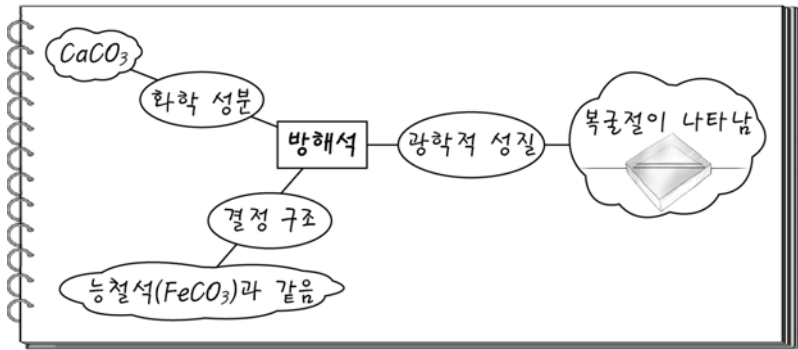 CaCO₃
화학 성분
방해석
광학적 성질
복굴절이 나타남
결정 구조
능철석(FeCO₃)과 같음